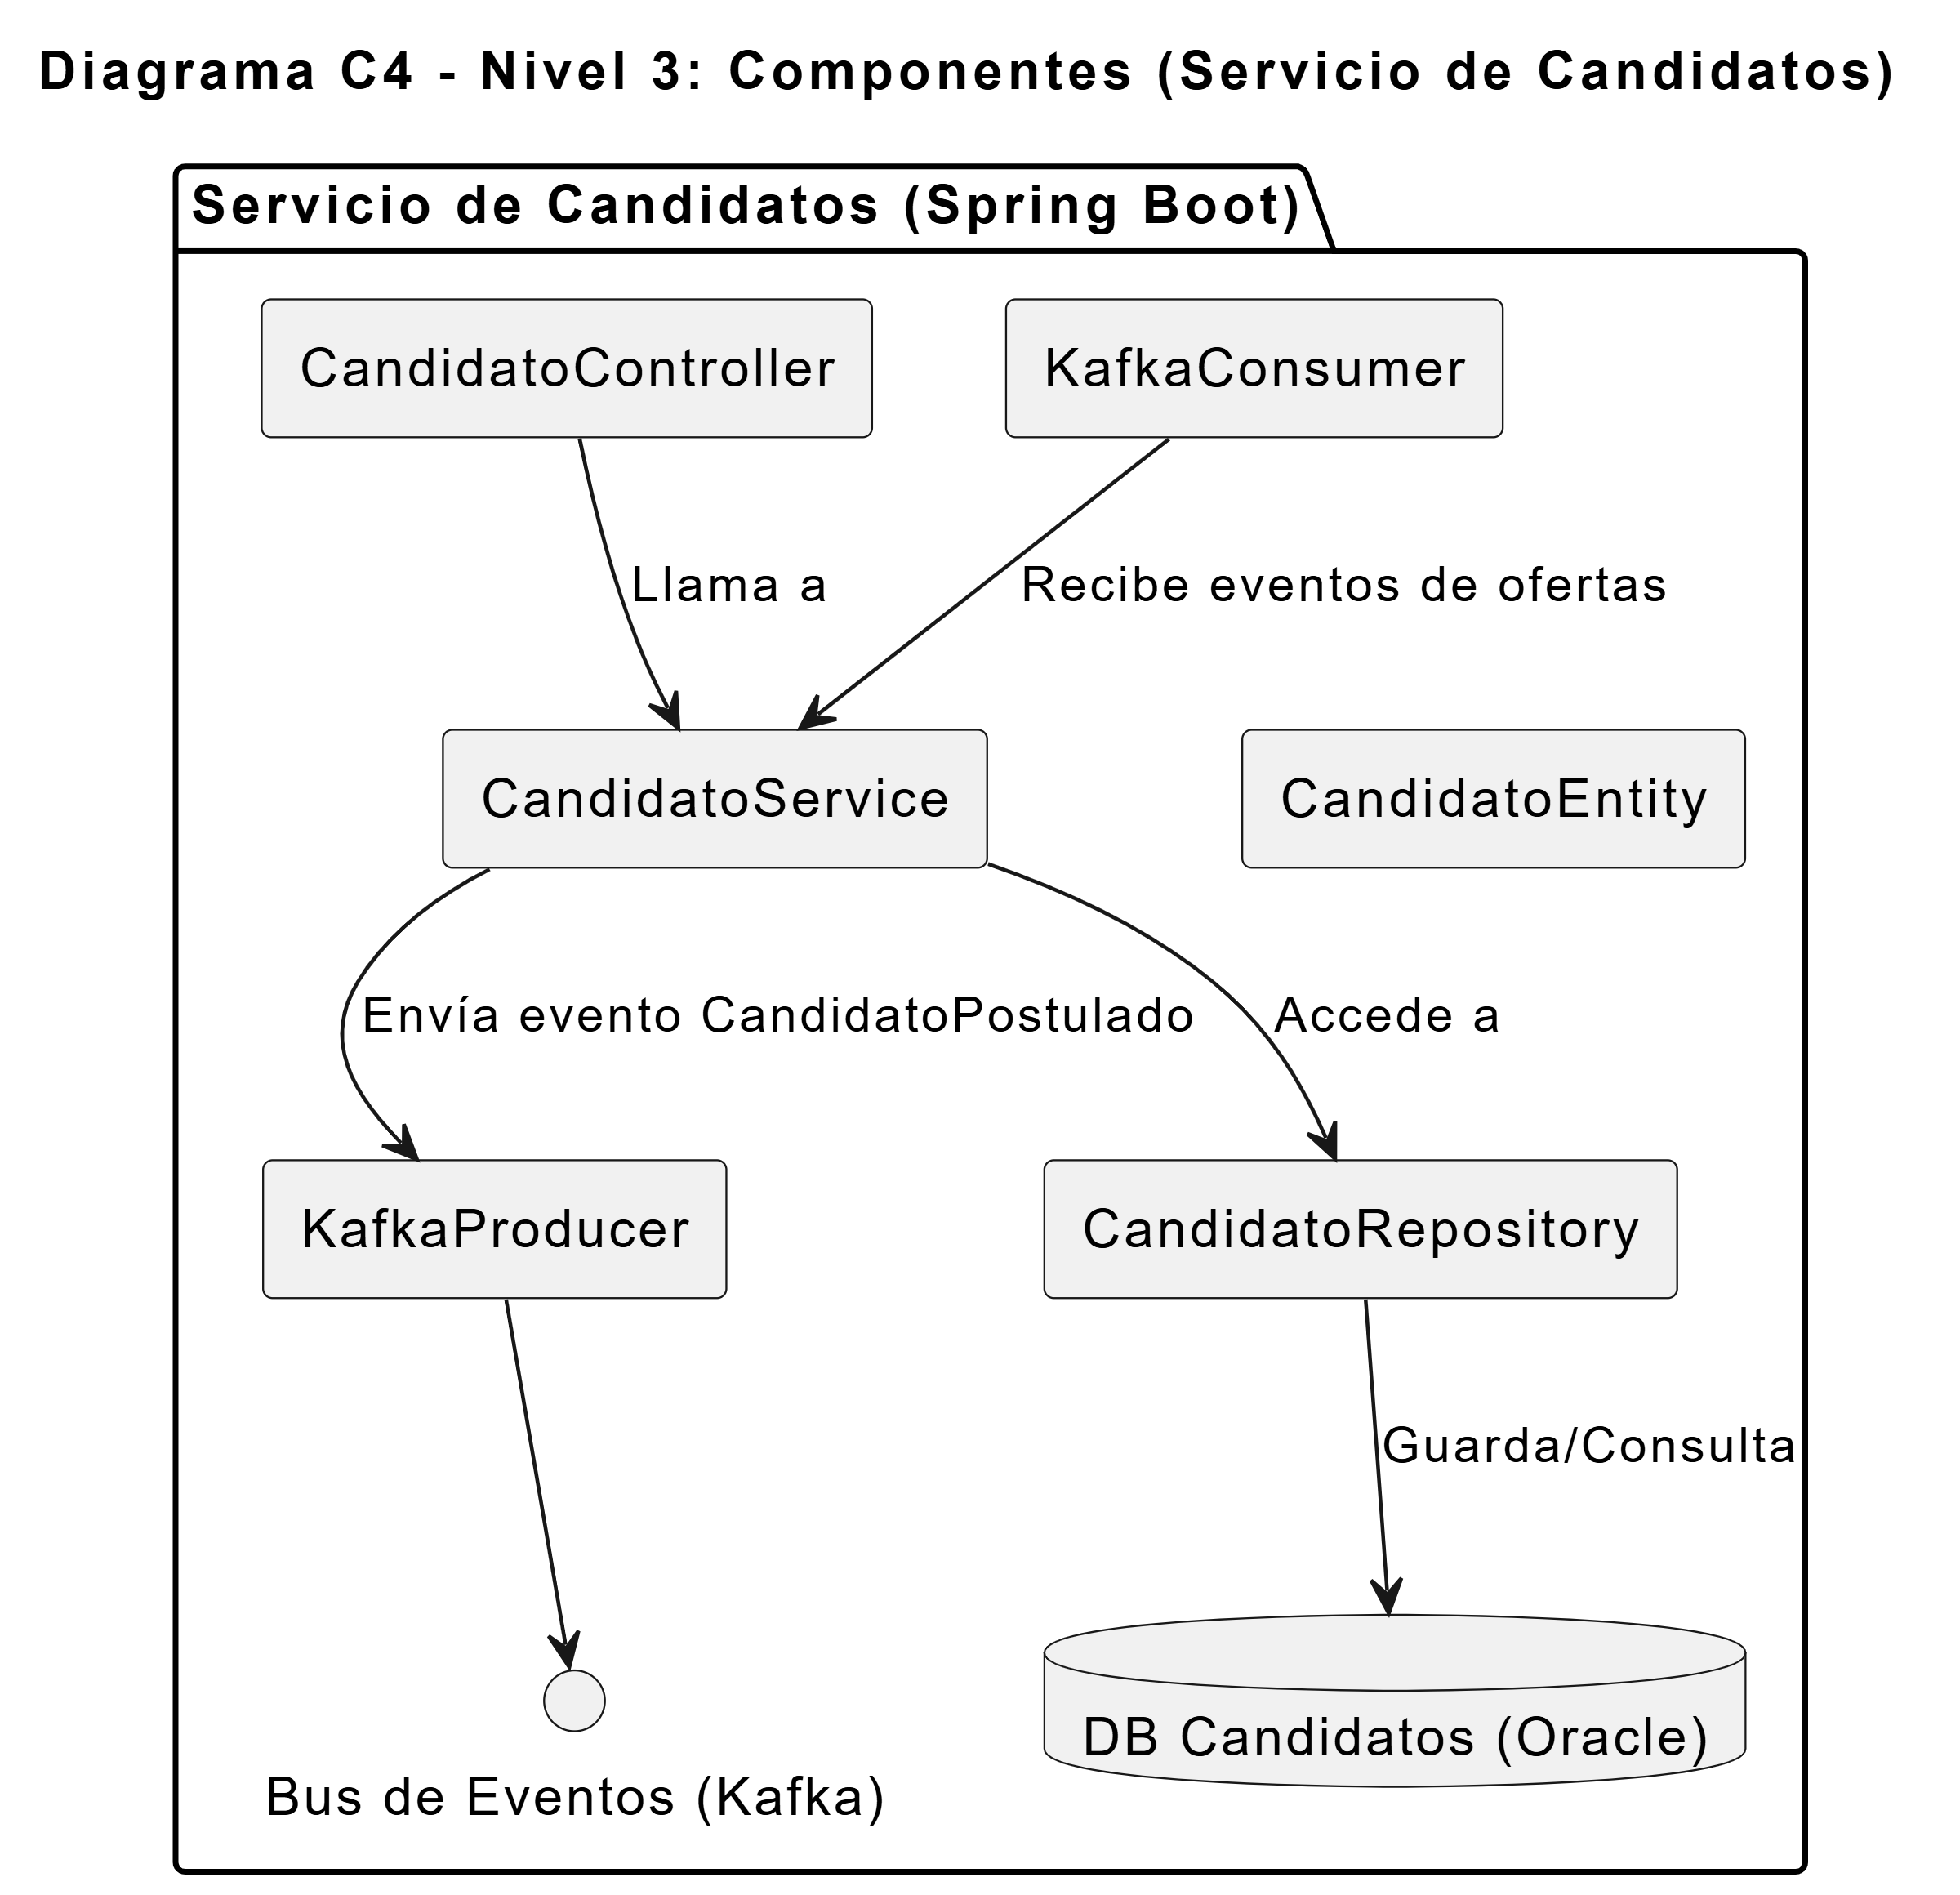 Diagrama C4 - Nivel 3: Componentes (Servicio de Candidatos)
Servicio de Candidatos (Spring Boot)
CandidatoController
KafkaConsumer
Llama a
Recibe eventos de ofertas
CandidatoService
CandidatoEntity
Envía evento CandidatoPostulado
Accede a
KafkaProducer
CandidatoRepository
Guarda/Consulta
DB Candidatos (Oracle)
Bus de Eventos (Kafka)